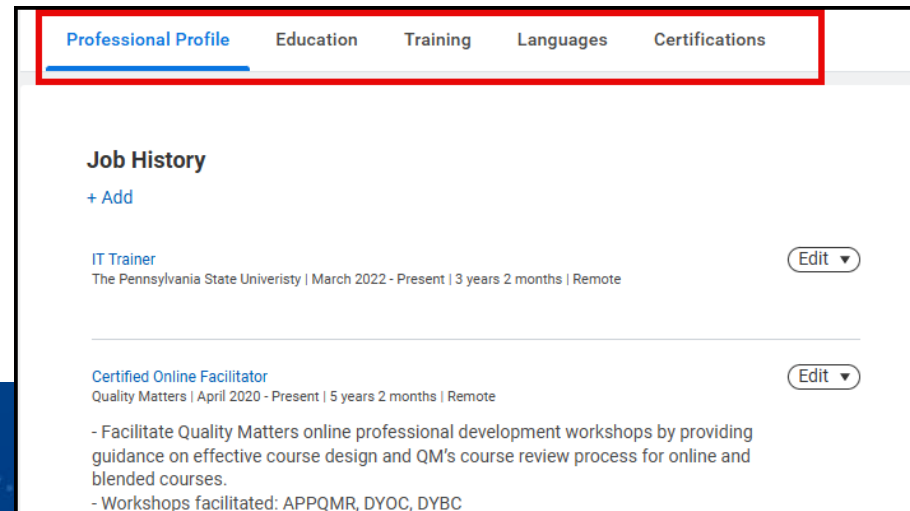 Professional Profile Education Training Languages Certifications
Job History
+ Add
IT Trainer
Edit
The Pennsylvania State Univeristy | March 2022 - Present | 3 years 2 months | Remote
Certified Online Facilitator
Edit
Quality Matters | April 2020 - Present | 5 years 2 months | Remote
- Facilitate Quality Matters online professional development workshops by providing
guidance on effective course design and QM's course review process for online and
blended courses.
- Workshops facilitated: APPQMR, DYOC, DYBC